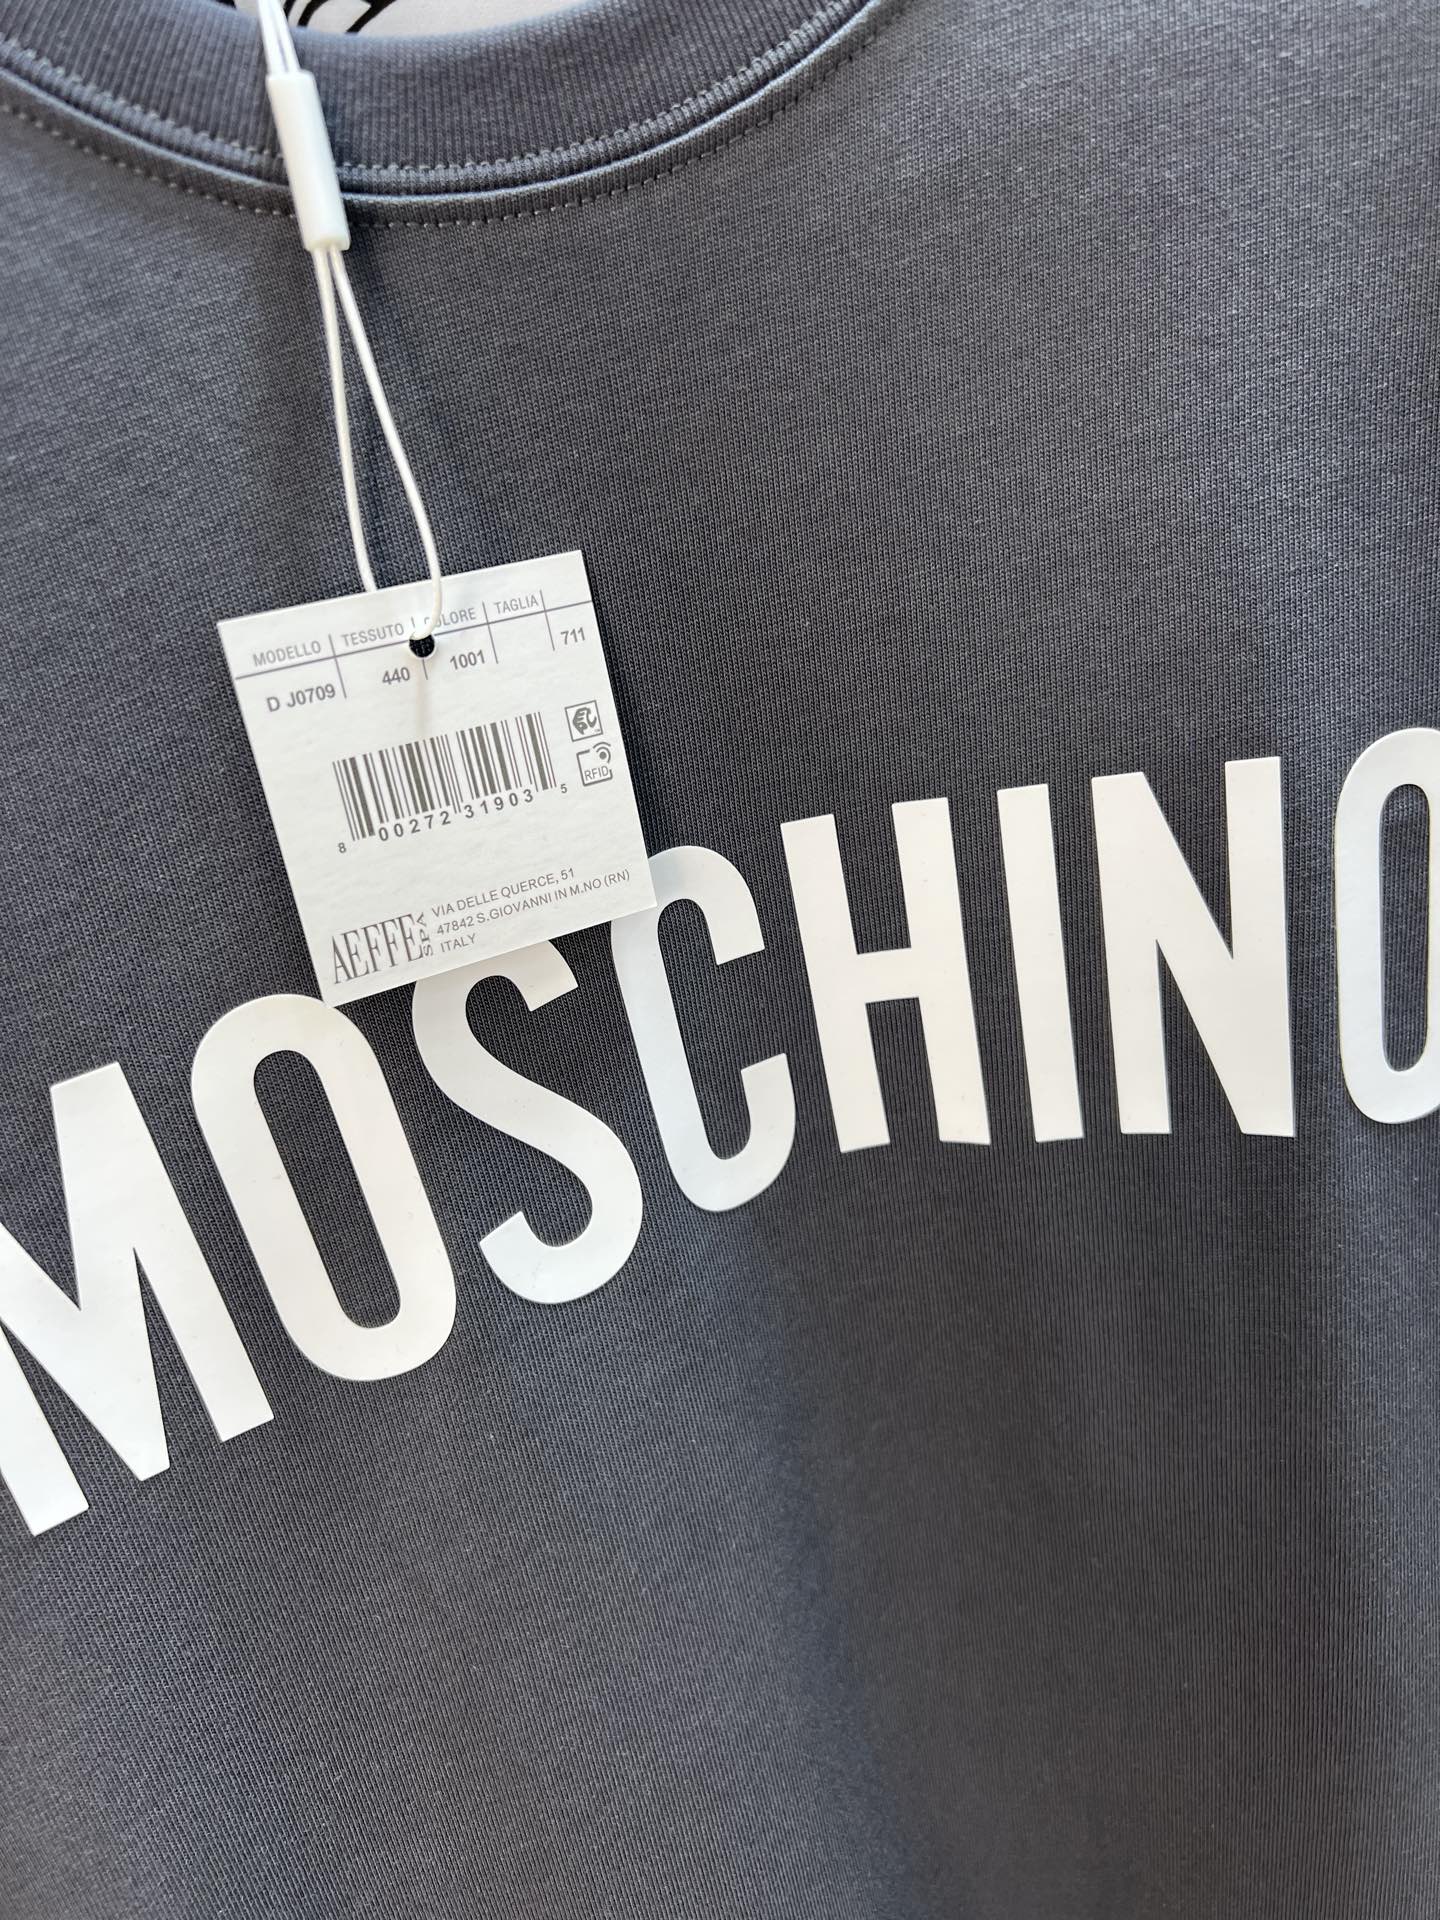 MODELLO TESSUTO COLORE TAGLIA
D J0709 440 1001 711
RFID
8 00272 31903 5
AEFFE SPA
VIA DELLE QUERCE, 51
47842 S.GIOVANNI IN M.NO (RN)
ITALY
MOSCHINO